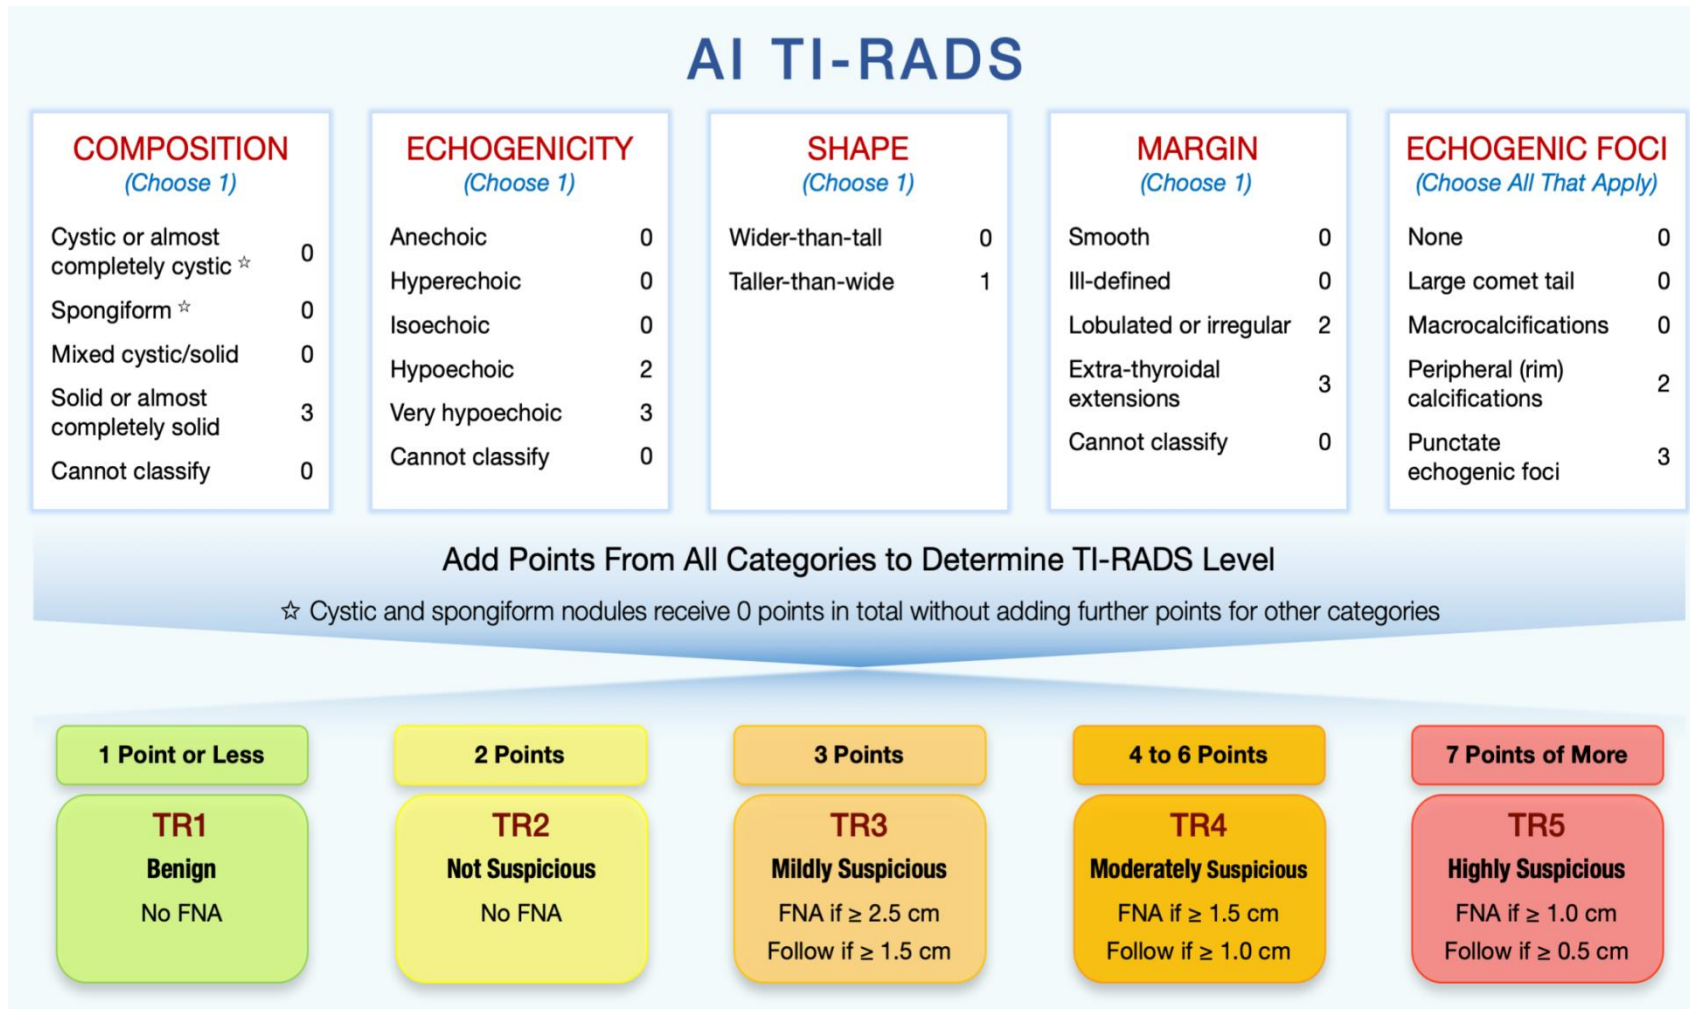 AI TI-RADS
COMPOSITION
(Choose 1)
Cystic or almost
completely cystic ☆ 0
Spongiform ☆ 0
Mixed cystic/solid 0
Solid or almost
completely solid 3
Cannot classify 0
ECHOGENICITY
(Choose 1)
Anechoic 0
Hyperechoic 0
Isoechoic 0
Hypoechoic 2
Very hypoechoic 3
Cannot classify 0
SHAPE
(Choose 1)
Wider-than-tall 0
Taller-than-wide 1
MARGIN
(Choose 1)
Smooth 0
Ill-defined 0
Lobulated or irregular 2
Extra-thyroidal
extensions 3
Cannot classify 0
ECHOGENIC FOCI
(Choose All That Apply)
None 0
Large comet tail 0
Macrocalcifications 0
Peripheral (rim)
calcifications 2
Punctate
echogenic foci 3
Add Points From All Categories to Determine TI-RADS Level
☆ Cystic and spongiform nodules receive 0 points in total without adding further points for other categories
1 Point or Less
TR1
Benign
No FNA
2 Points
TR2
Not Suspicious
No FNA
3 Points
TR3
Mildly Suspicious
FNA if ≥ 2.5 cm
Follow if ≥ 1.5 cm
4 to 6 Points
TR4
Moderately Suspicious
FNA if ≥ 1.5 cm
Follow if ≥ 1.0 cm
7 Points of More
TR5
Highly Suspicious
FNA if ≥ 1.0 cm
Follow if ≥ 0.5 cm